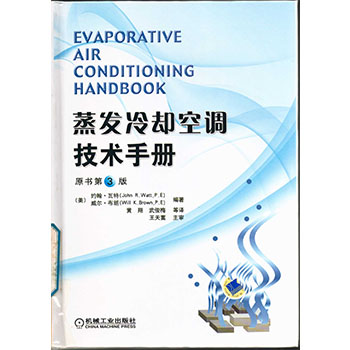 EVAPORATIVE
AIR
CONDITIONING
HANDBOOK
蒸发冷却空调
技术手册
原书第3版
(美) 约翰·瓦特(John R. Watt, P.E) 编著
威尔·布朗(Will K. Brown, P.E)
黄翔 武俊梅 等译
王天富 主审
机械工业出版社
CHINA MACHINE PRESS